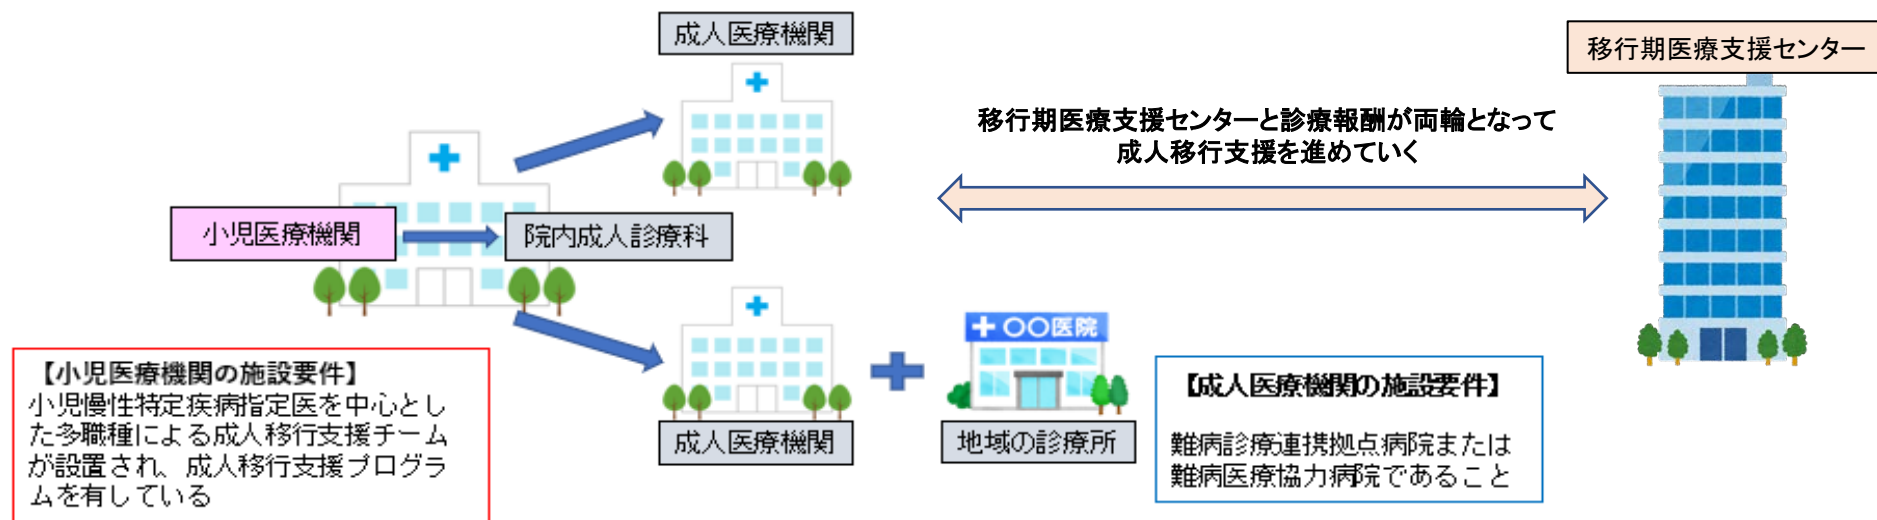 成人医療機関
移行期医療支援センター
移行期医療支援センターと診療報酬が両輪となって
成人移行支援を進めていく
小児医療機関
院内成人診療科
〇〇医院
成人医療機関
地域の診療所
【小児医療機関の施設要件】
小児慢性特定疾病指定医を中心とし
た多職種による成人移行支援チーム
が設置され、成人移行支援プログラ
ムを有している
【成人医療機関の施設要件】
難病診療連携拠点病院または
難病医療協力病院であること